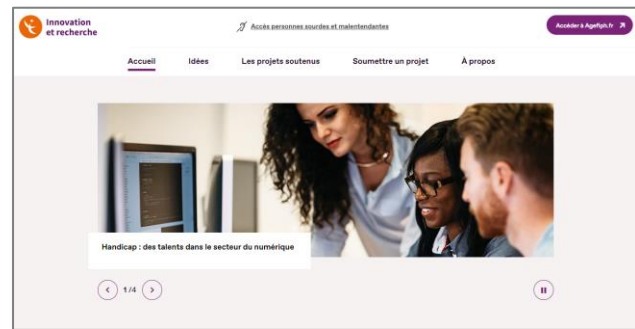 Innovation
et recherche
Accès personnes sourdes et malentendantes
Accéder à Agefiph.fr
Accueil Idées Les projets soutenus Soumettre un projet À propos
Handicap : des talents dans le secteur du numérique
1/4